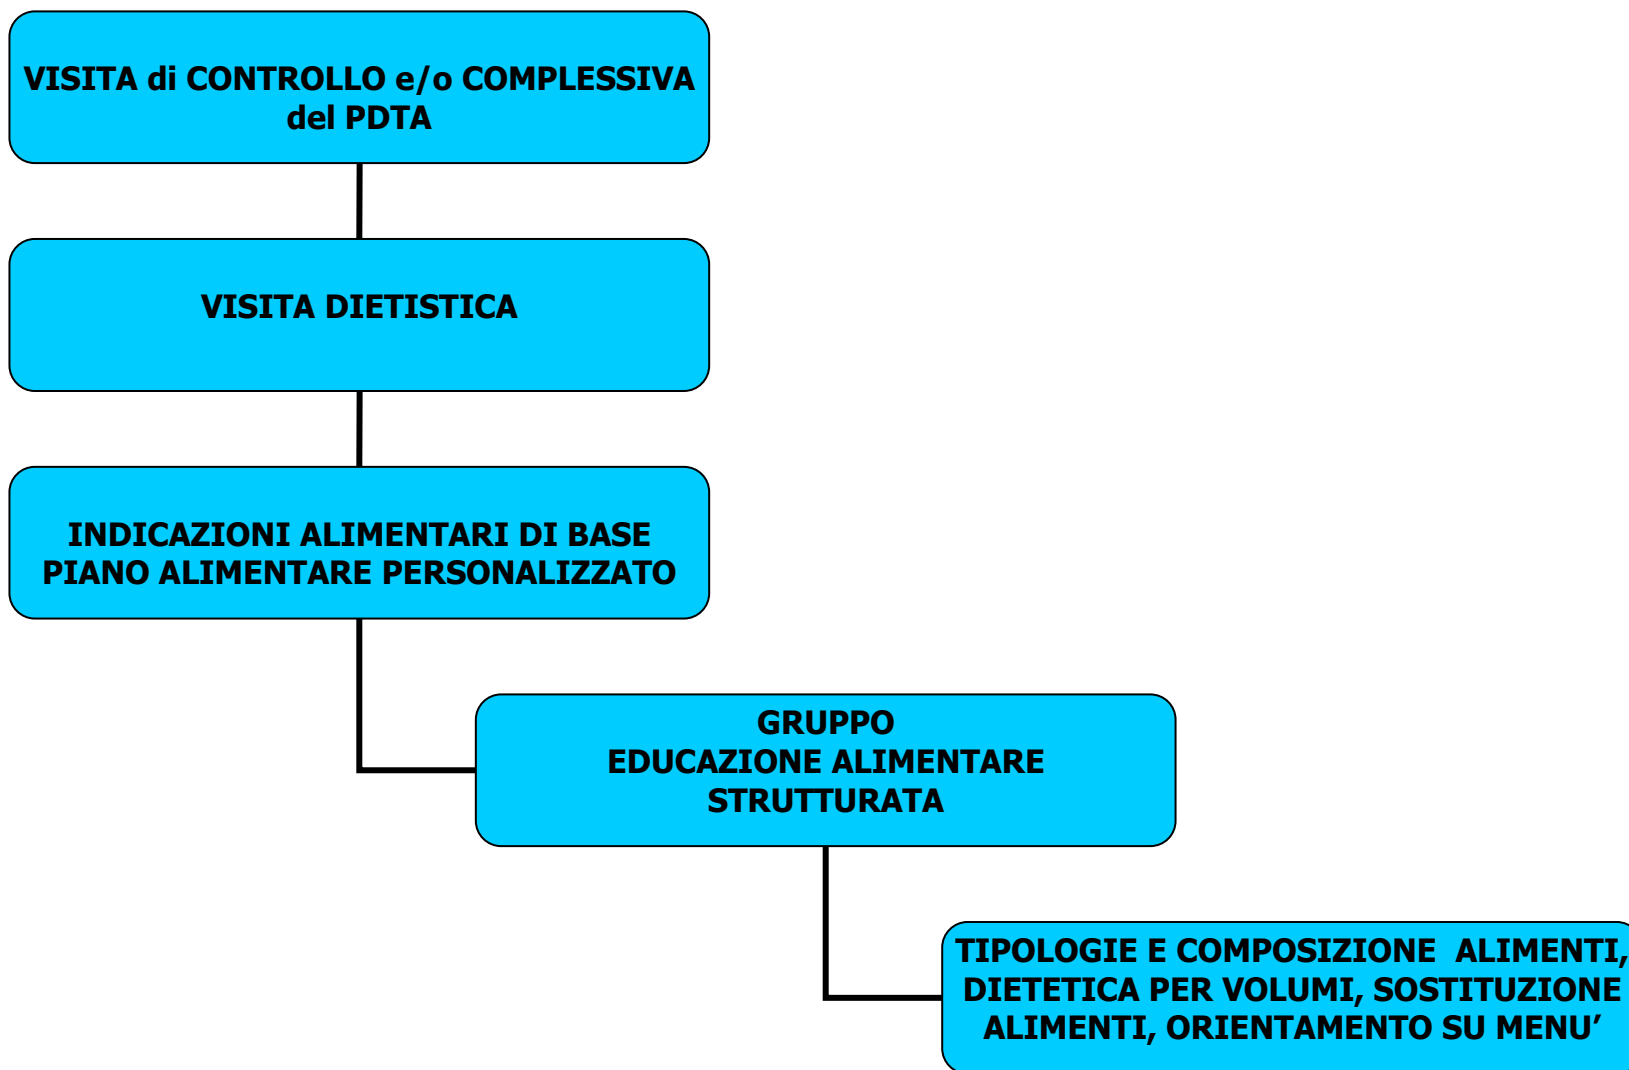 VISITA di CONTROLLO e/o COMPLESSIVA
del PDTA
VISITA DIETISTICA
INDICAZIONI ALIMENTARI DI BASE
PIANO ALIMENTARE PERSONALIZZATO
GRUPPO
EDUCAZIONE ALIMENTARE
STRUTTURATA
TIPOLOGIE E COMPOSIZIONE  ALIMENTI,
DIETETICA PER VOLUMI, SOSTITUZIONE
ALIMENTI, ORIENTAMENTO SU MENU’